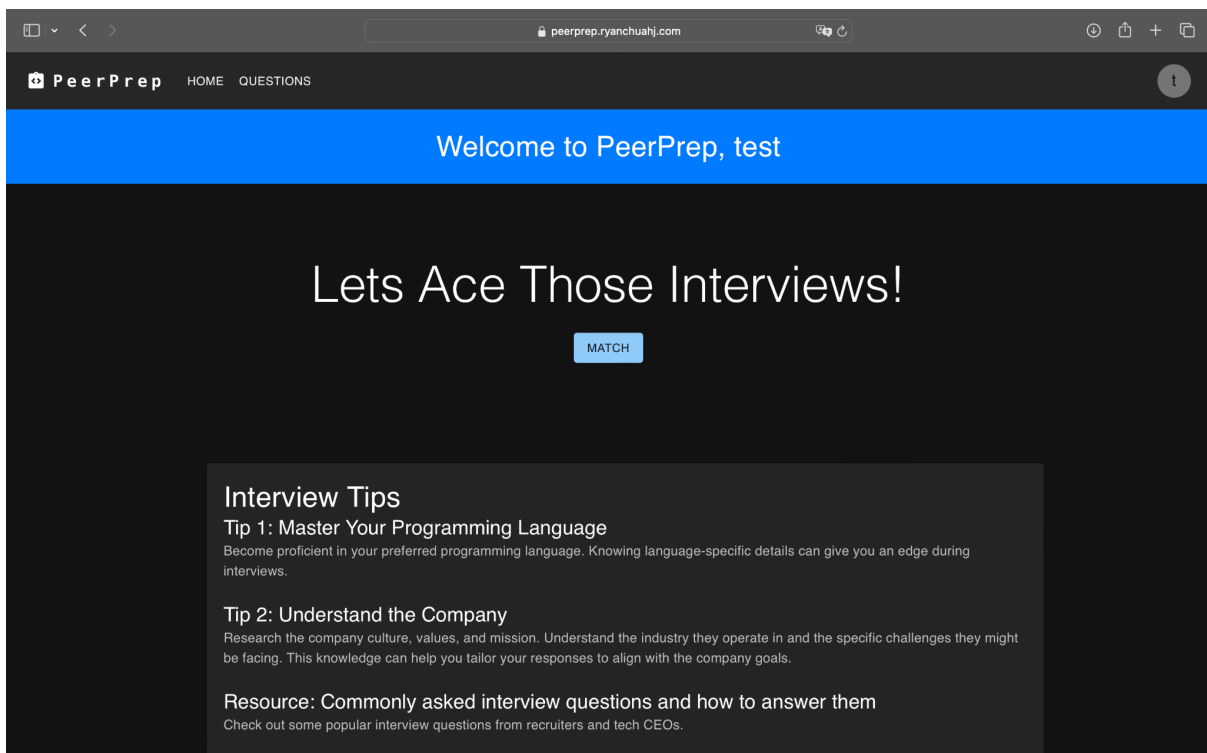 peerprep.ryanchuahj.com
PeerPrep HOME QUESTIONS t
Welcome to PeerPrep, test
Lets Ace Those Interviews!
MATCH
Interview Tips
Tip 1: Master Your Programming Language
Become proficient in your preferred programming language. Knowing language-specific details can give you an edge during
interviews.
Tip 2: Understand the Company
Research the company culture, values, and mission. Understand the industry they operate in and the specific challenges they might
be facing. This knowledge can help you tailor your responses to align with the company goals.
Resource: Commonly asked interview questions and how to answer them
Check out some popular interview questions from recruiters and tech CEOs.